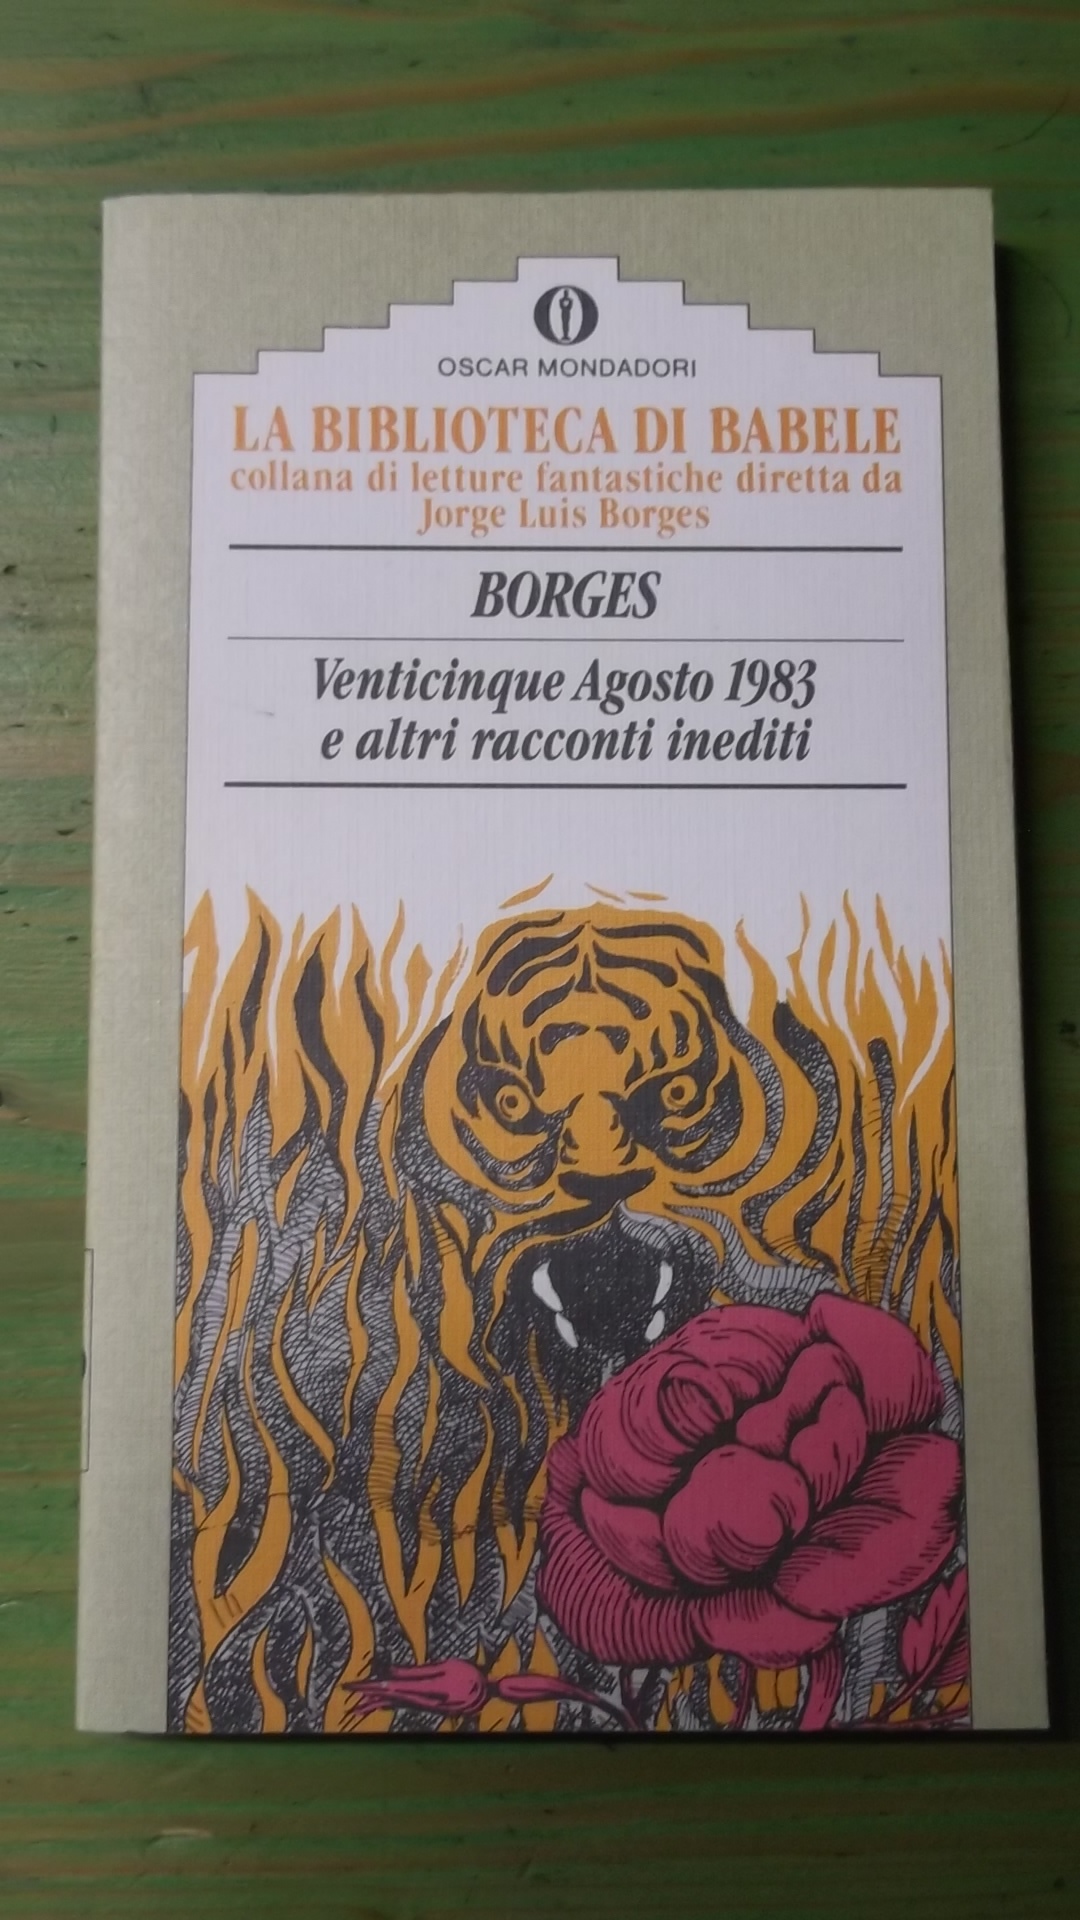 OSCAR MONDADORI
LA BIBLIOTECA DI BABELE
collana di letture fantastiche diretta da
Jorge Luis Borges
BORGES
Venticinque Agosto 1983
e altri racconti inediti